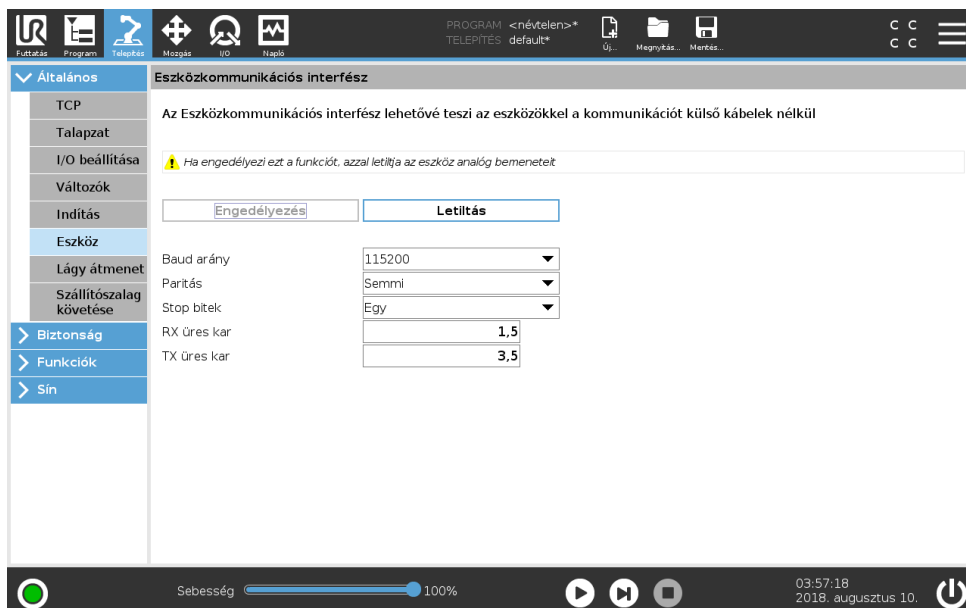 UR
Futtatás
Program
Telepítés
Mozgás
I/O
Napló
PROGRAM <névtelen>*
TELEPÍTÉS default*
Új...
Megnyitás...
Mentés...
C C
C C
Általános
TCP
Talapzat
I/O beállítása
Változók
Indítás
Eszköz
Lágy átmenet
Szállítószalag
követése
Biztonság
Funkciók
Sín
Eszközkommunikációs interfész
Az Eszközkommunikációs interfész lehetővé teszi az eszközökkel a kommunikációt külső kábelek nélkül
Ha engedélyezi ezt a funkciót, azzal letiltja az eszköz analóg bemeneteit
Engedélyezés
Letiltás
Baud arány 115200
Paritás Semmi
Stop bitek Egy
RX üres kar 1,5
TX üres kar 3,5
Sebesség 100%
03:57:18
2018. augusztus 10.